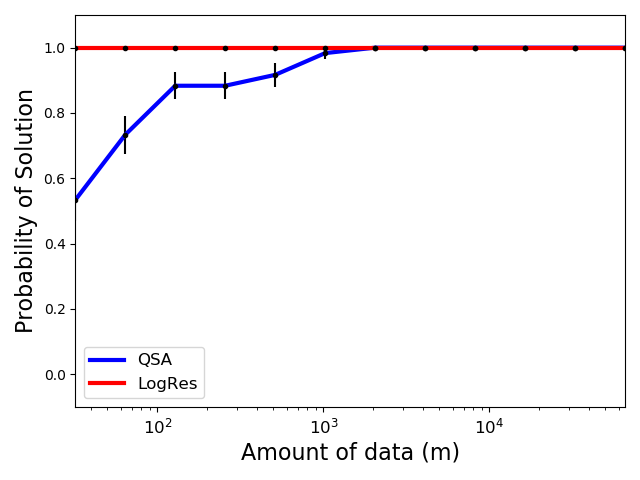 Probability of Solution
1.0
0.8
0.6
0.4
0.2
0.0
QSA
LogRes
10²
10³
10⁴
Amount of data (m)